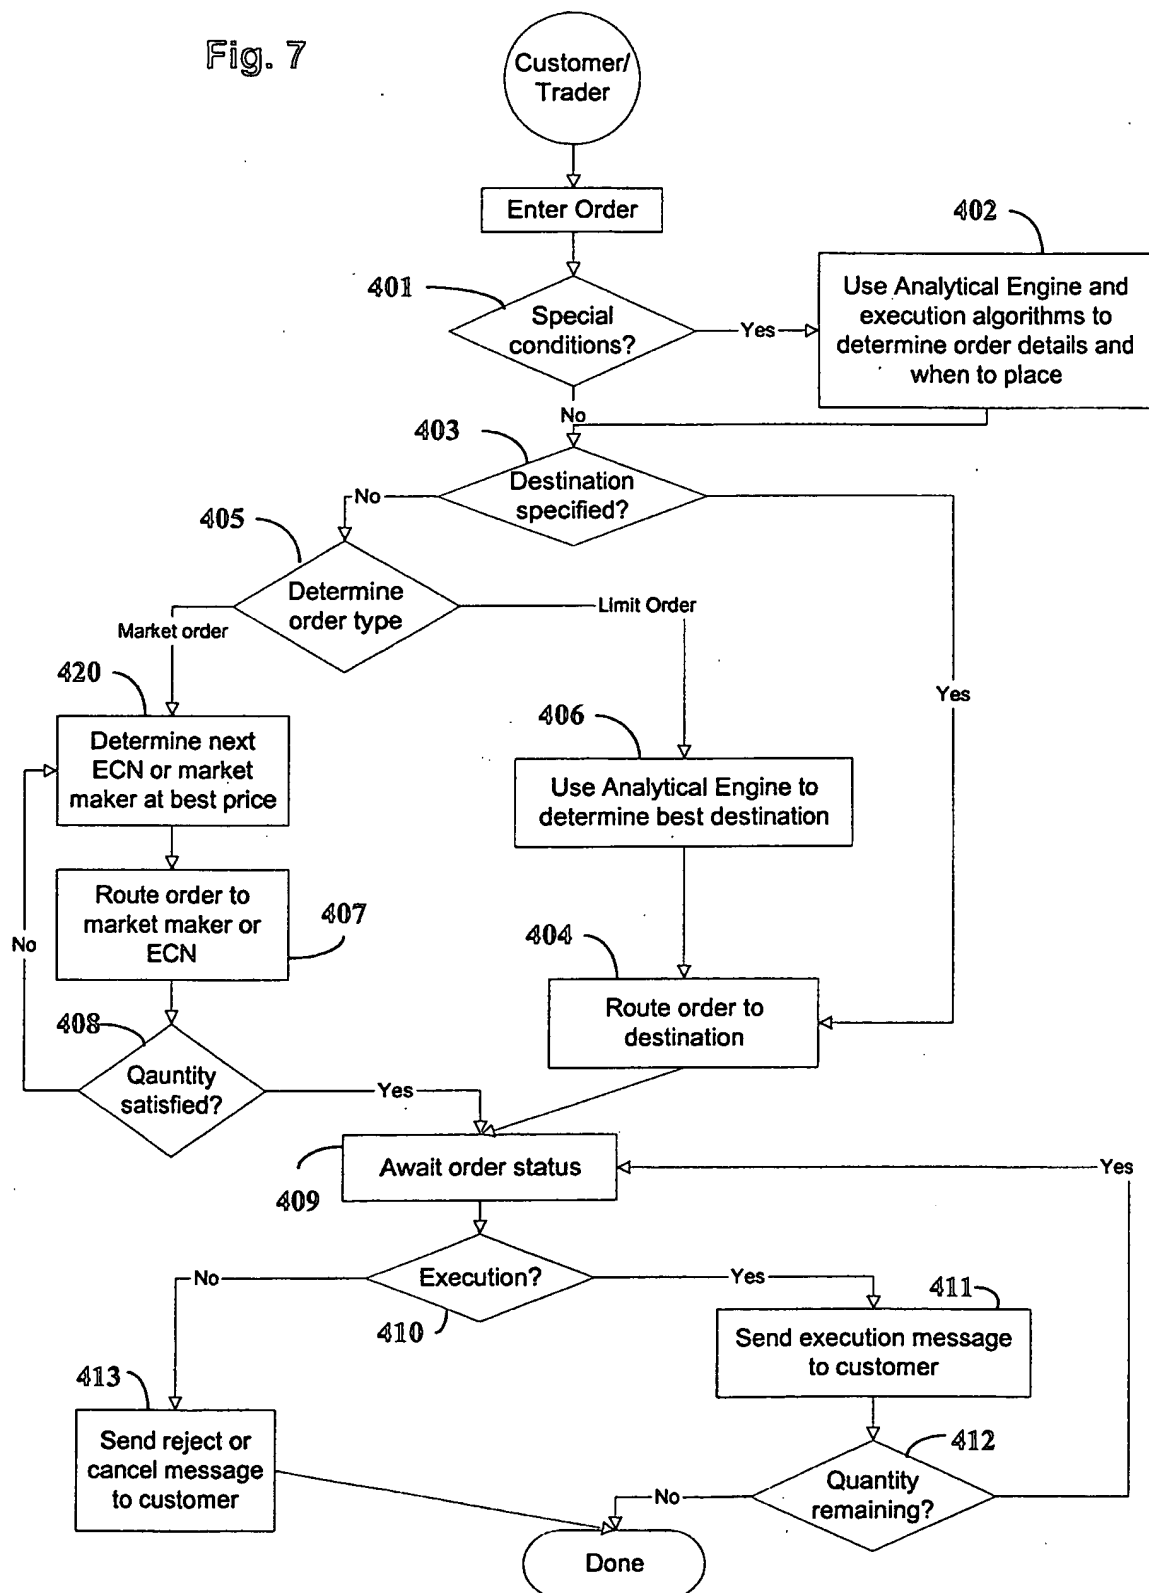 Fig. 7
Customer/
Trader
Enter Order
401
Special
conditions?
Yes
402
Use Analytical Engine and
execution algorithms to
determine order details and
when to place
No
403
Destination
specified?
No
Yes
405
Determine
order type
Market order
Limit Order
420
Determine next
ECN or market
maker at best price
406
Use Analytical Engine to
determine best destination
Route order to
market maker or
ECN
407
No
404
Route order to
destination
408
Qauntity
satisfied?
Yes
Await order status
409
Yes
Execution?
410
No
Yes
411
Send execution message
to customer
413
Send reject or
cancel message
to customer
412
Quantity
remaining?
No
Done